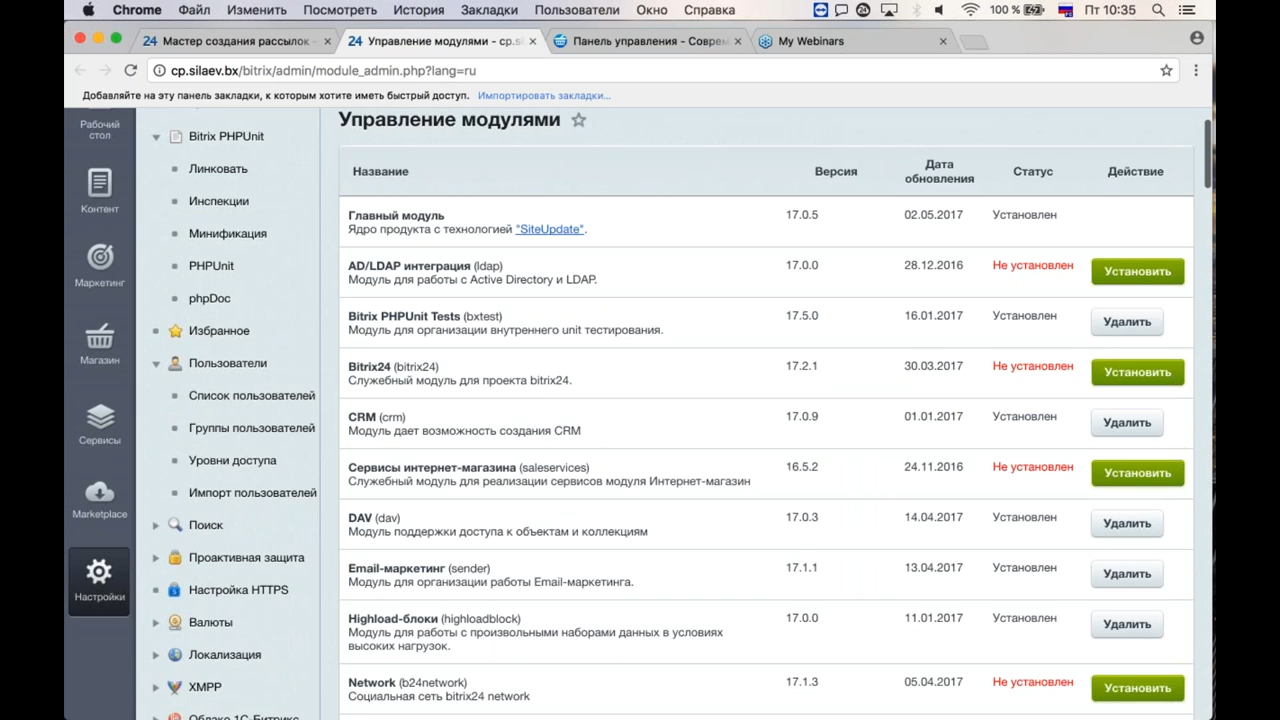 Chrome Файл Изменить Посмотреть История Закладки Пользователи Окно Справка 100 % Пт 10:35
24 Мастер создания рассылок - × 24 Управление модулями - cp.si × Панель управления - Соврем × My Webinars ×
cp.silaev.bx/bitrix/admin/module_admin.php?lang=ru
Добавляйте на эту панель закладки, к которым хотите иметь быстрый доступ. Импортировать закладки...
Рабочий
стол
Контент
Маркетинг
Магазин
Сервисы
Marketplace
Настройки
Bitrix PHPUnit
Линковать
Инспекции
Минификация
PHPUnit
phpDoc
Избранное
Пользователи
Список пользователей
Группы пользователей
Уровни доступа
Импорт пользователей
Поиск
Проактивная защита
Настройка HTTPS
Валюты
Локализация
XMPP
Облако 1С-Битрикс
Управление модулями
Название Версия Дата обновления Статус Действие
Главный модуль 17.0.5 02.05.2017 Установлен
Ядро продукта с технологией "SiteUpdate".
AD/LDAP интеграция (ldap) 17.0.0 28.12.2016 Не установлен Установить
Модуль для работы с Active Directory и LDAP.
Bitrix PHPUnit Tests (bxtest) 17.5.0 16.01.2017 Установлен Удалить
Модуль для организации внутреннего unit тестирования.
Bitrix24 (bitrix24) 17.2.1 30.03.2017 Не установлен Установить
Служебный модуль для проекта bitrix24.
CRM (crm) 17.0.9 01.01.2017 Установлен Удалить
Модуль дает возможность создания CRM
Сервисы интернет-магазина (saleservices) 16.5.2 24.11.2016 Не установлен Установить
Служебный модуль для реализации сервисов модуля Интернет-магазин
DAV (dav) 17.0.3 14.04.2017 Установлен Удалить
Модуль поддержки доступа к объектам и коллекциям
Email-маркетинг (sender) 17.1.1 13.04.2017 Установлен Удалить
Модуль для организации работы Email-маркетинга.
Highload-блоки (highloadblock) 17.0.0 11.01.2017 Установлен Удалить
Модуль для работы с произвольными наборами данных в условиях
высоких нагрузок.
Network (b24network) 17.1.3 05.04.2017 Не установлен Установить
Социальная сеть bitrix24 network